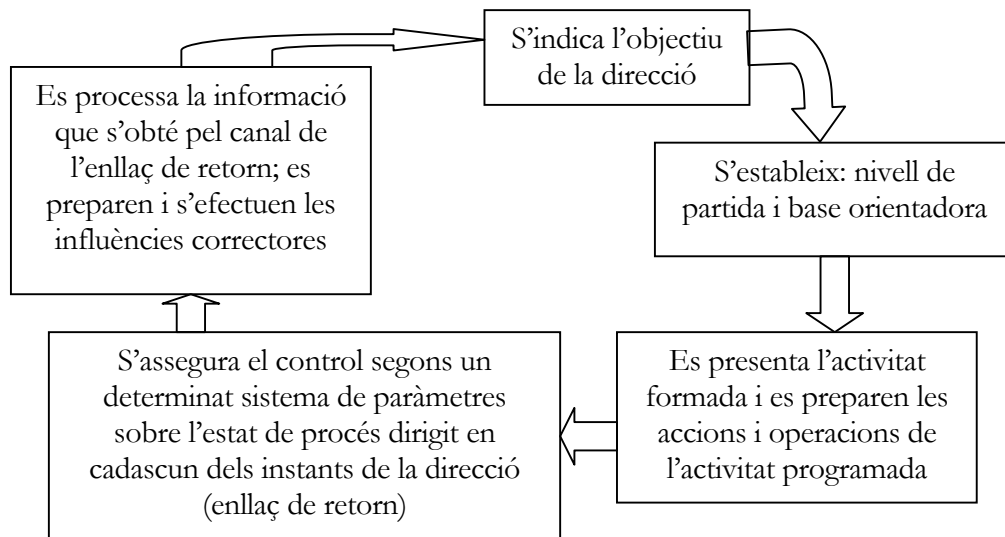 S’indica l’objectiu
de la direcció
S’estableix: nivell de
partida i base orientadora
Es presenta l’activitat
formada i es preparen les
accions i operacions de
l’activitat programada
S’assegura el control segons un
determinat sistema de paràmetres
sobre l’estat de procés dirigit en
cadascun dels instants de la direcció
(enllaç de retorn)
Es processa la informació
que s’obté pel canal de
l’enllaç de retorn; es
preparen i s’efectuen les
influències correctores